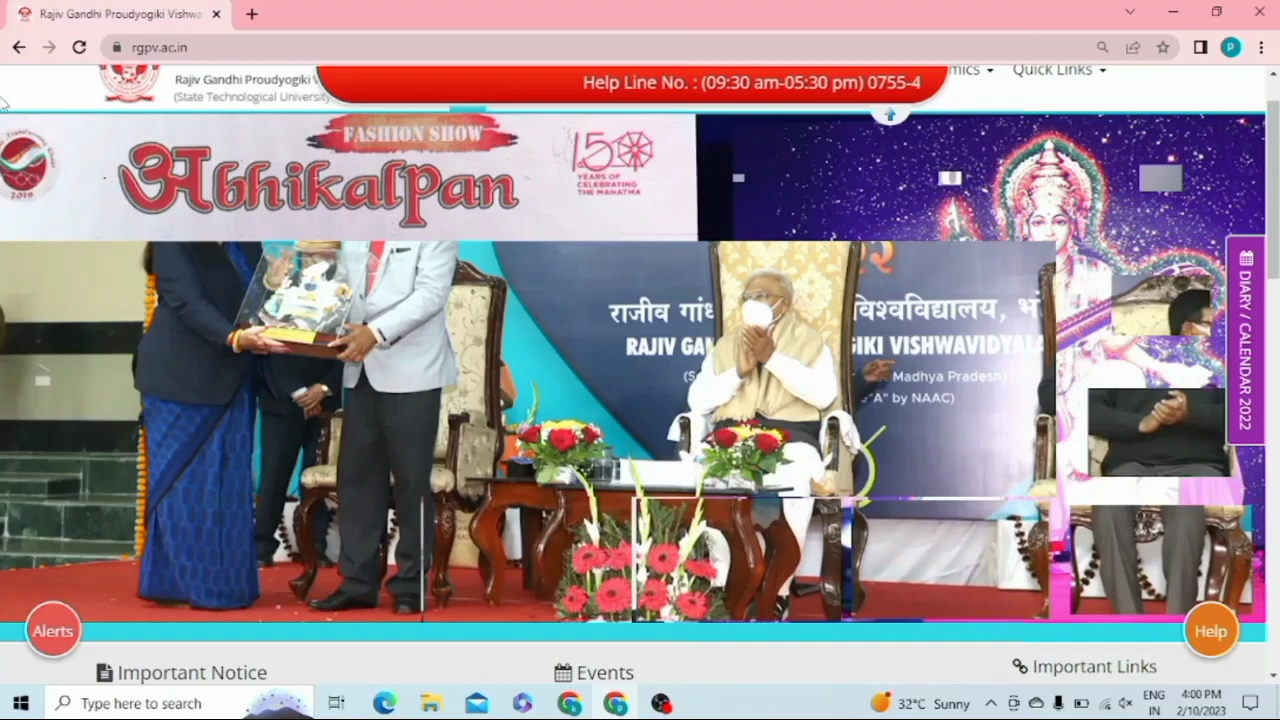 Rajiv Gandhi Proudyogiki Vishwa
rgpv.ac.in
Rajiv Gandhi Proudyogiki V
(State Technological University
Help Line No. : (09:30 am-05:30 pm) 0755-4
mics
Quick Links
2019
FASHION SHOW
अbhikalpan
150
YEARS OF
CELEBRATING
THE MAHATMA
DIARY / CALENDAR 2022
राजीव गांध
विश्वविद्यालय, भो
RAJIV GAN
GIKI VISHWAVIDYAL
Madhya Pradesh)
"A" by NAAC)
Alerts
Help
Important Notice
Events
Important Links
Type here to search
32°C Sunny
ENG
IN
4:00 PM
2/10/2023